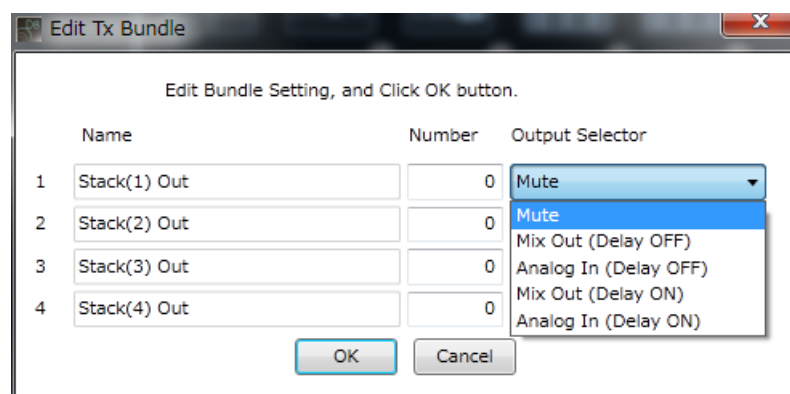 Edit Tx Bundle
X
Edit Bundle Setting, and Click OK button.
Name Number Output Selector
1 Stack(1) Out 0 Mute
2 Stack(2) Out 0
3 Stack(3) Out 0
4 Stack(4) Out 0
Mute
Mix Out (Delay OFF)
Analog In (Delay OFF)
Mix Out (Delay ON)
Analog In (Delay ON)
OK Cancel